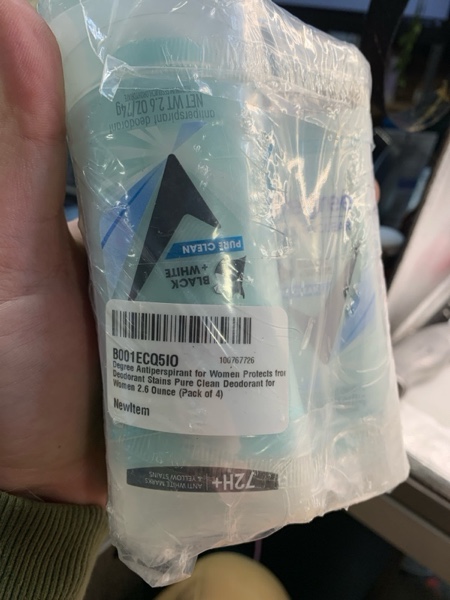 NET WT 2.6 OZ (74g)
antiperspirant deodorant
PURE CLEAN
BLACK
+ WHITE
B001ECQ5IO
100767726
Degree Antiperspirant for Women Protects from
Deodorant Stains Pure Clean Deodorant for
Women 2.6 Ounce (Pack of 4)
NewItem
72H+
ANTI WHITE MARKS
& YELLOW STAINS